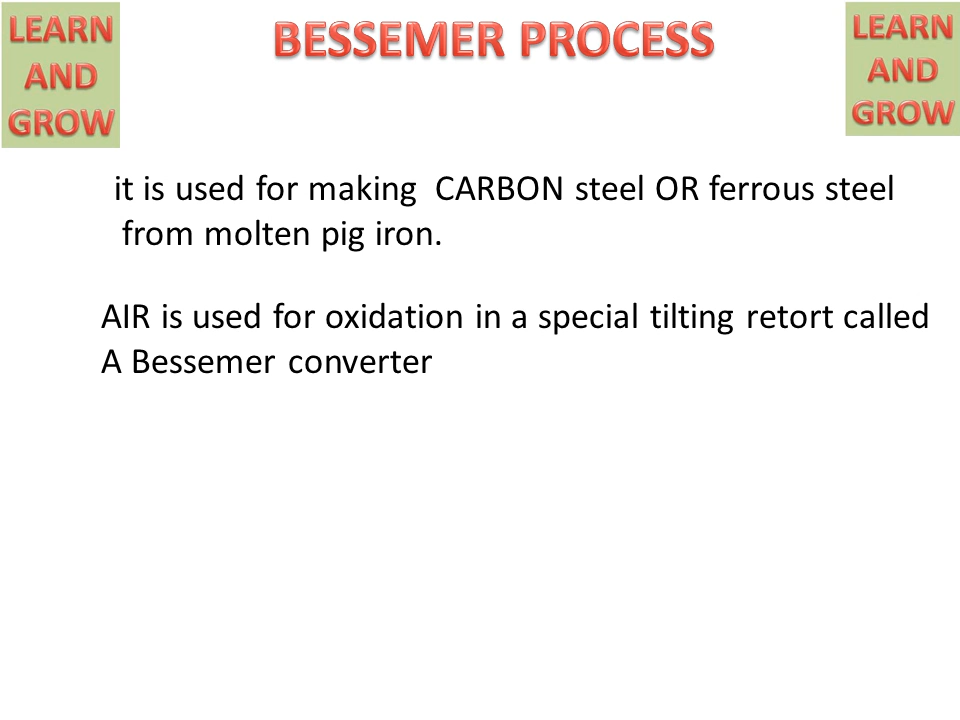 LEARN
AND
GROW
BESSEMER PROCESS
LEARN
AND
GROW
it is used for making CARBON steel OR ferrous steel
from molten pig iron.
AIR is used for oxidation in a special tilting retort called
A Bessemer converter